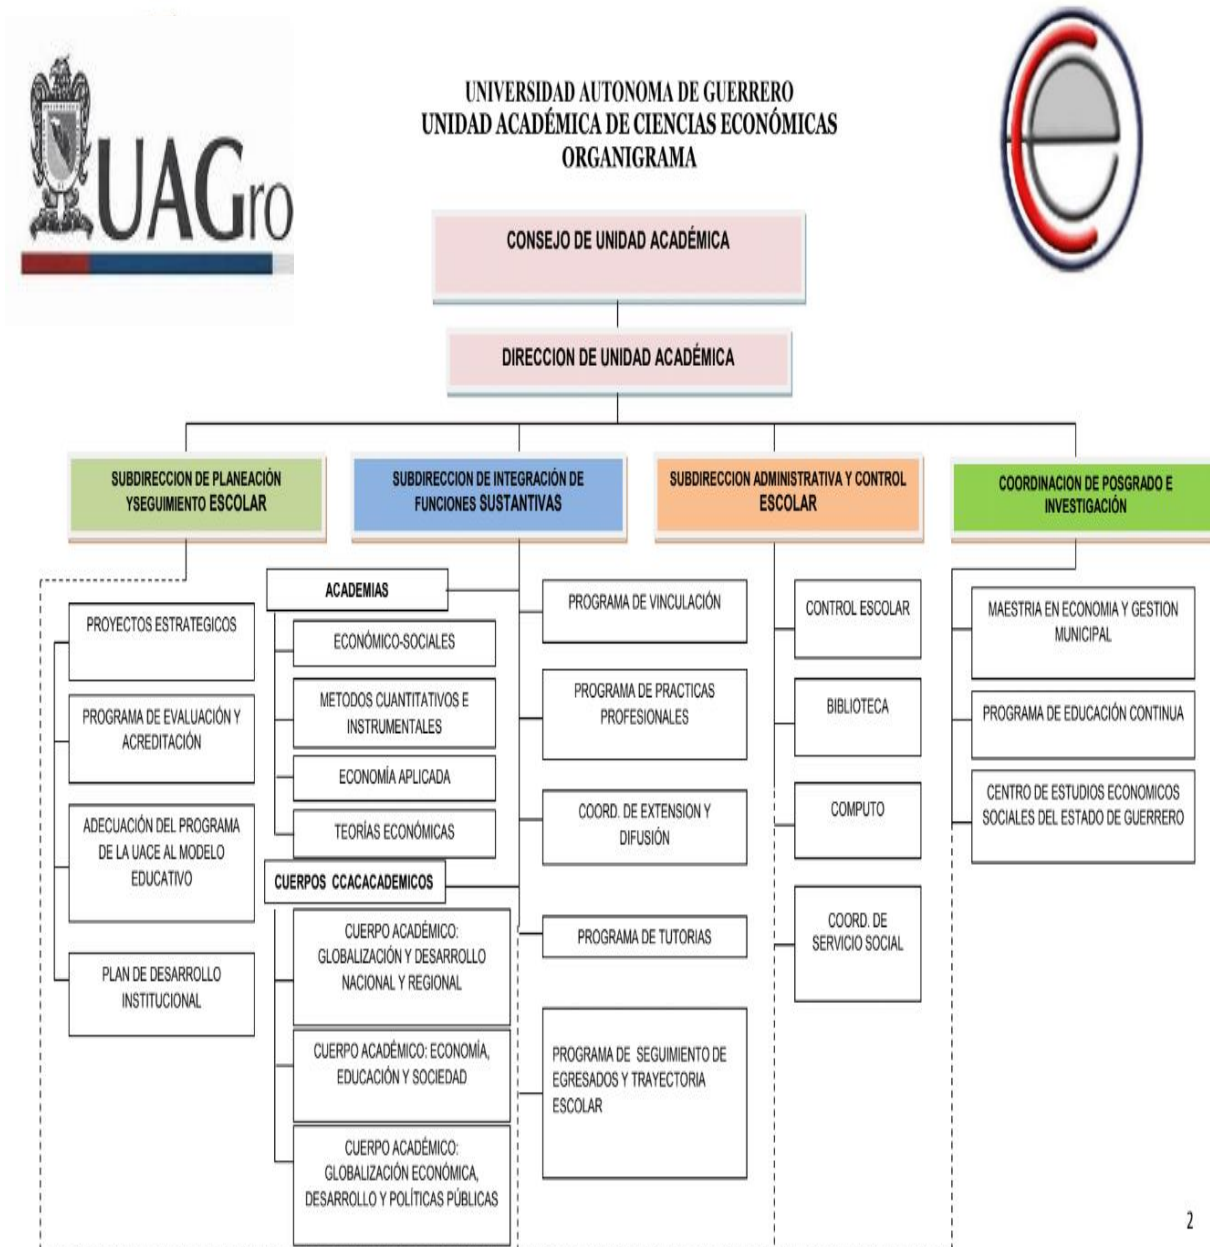 UAGro
UNIVERSIDAD AUTONOMA DE GUERRERO
UNIDAD ACADÉMICA DE CIENCIAS ECONÓMICAS
ORGANIGRAMA
CONSEJO DE UNIDAD ACADÉMICA
DIRECCION DE UNIDAD ACADÉMICA
SUBDIRECCION DE PLANEACIÓN
YSEGUIMIENTO ESCOLAR
SUBDIRECCION DE INTEGRACIÓN DE
FUNCIONES SUSTANTIVAS
SUBDIRECCION ADMINISTRATIVA Y CONTROL
ESCOLAR
COORDINACION DE POSGRADO E
INVESTIGACIÓN
PROYECTOS ESTRATEGICOS
PROGRAMA DE EVALUACIÓN Y
ACREDITACIÓN
ADECUACIÓN DEL PROGRAMA
DE LA UACE AL MODELO
EDUCATIVO
PLAN DE DESARROLLO
INSTITUCIONAL
ACADEMIAS
ECONÓMICO-SOCIALES
METODOS CUANTITATIVOS E
INSTRUMENTALES
ECONOMÍA APLICADA
TEORÍAS ECONÓMICAS
CUERPOS CCACACADEMICOS
CUERPO ACADÉMICO:
GLOBALIZACIÓN Y DESARROLLO
NACIONAL Y REGIONAL
CUERPO ACADÉMICO: ECONOMÍA,
EDUCACIÓN Y SOCIEDAD
CUERPO ACADÉMICO:
GLOBALIZACIÓN ECONÓMICA,
DESARROLLO Y POLÍTICAS PÚBLICAS
PROGRAMA DE VINCULACIÓN
PROGRAMA DE PRACTICAS
PROFESIONALES
COORD. DE EXTENSION Y
DIFUSIÓN
PROGRAMA DE TUTORIAS
PROGRAMA DE SEGUIMIENTO DE
EGRESADOS Y TRAYECTORIA
ESCOLAR
CONTROL ESCOLAR
BIBLIOTECA
COMPUTO
COORD. DE
SERVICIO SOCIAL
MAESTRIA EN ECONOMIA Y GESTION
MUNICIPAL
PROGRAMA DE EDUCACIÓN CONTINUA
CENTRO DE ESTUDIOS ECONOMICOS
SOCIALES DEL ESTADO DE GUERRERO
2